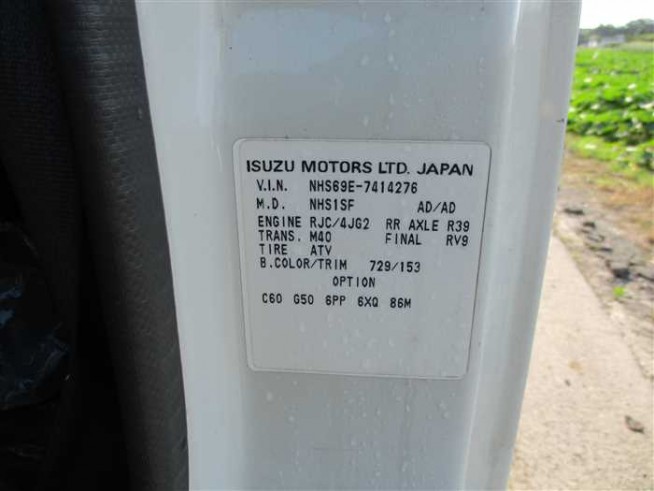 ISUZU MOTORS LTD. JAPAN
V.I.N. NHS69E-7414276
M.D. NHS1SF AD/AD
ENGINE RJC/4JG2 RR AXLE R39
TRANS. M40 FINAL RV9
TIRE ATV
B.COLOR/TRIM 729/153
OPTION
C60 G50 6PP 6XQ 86M